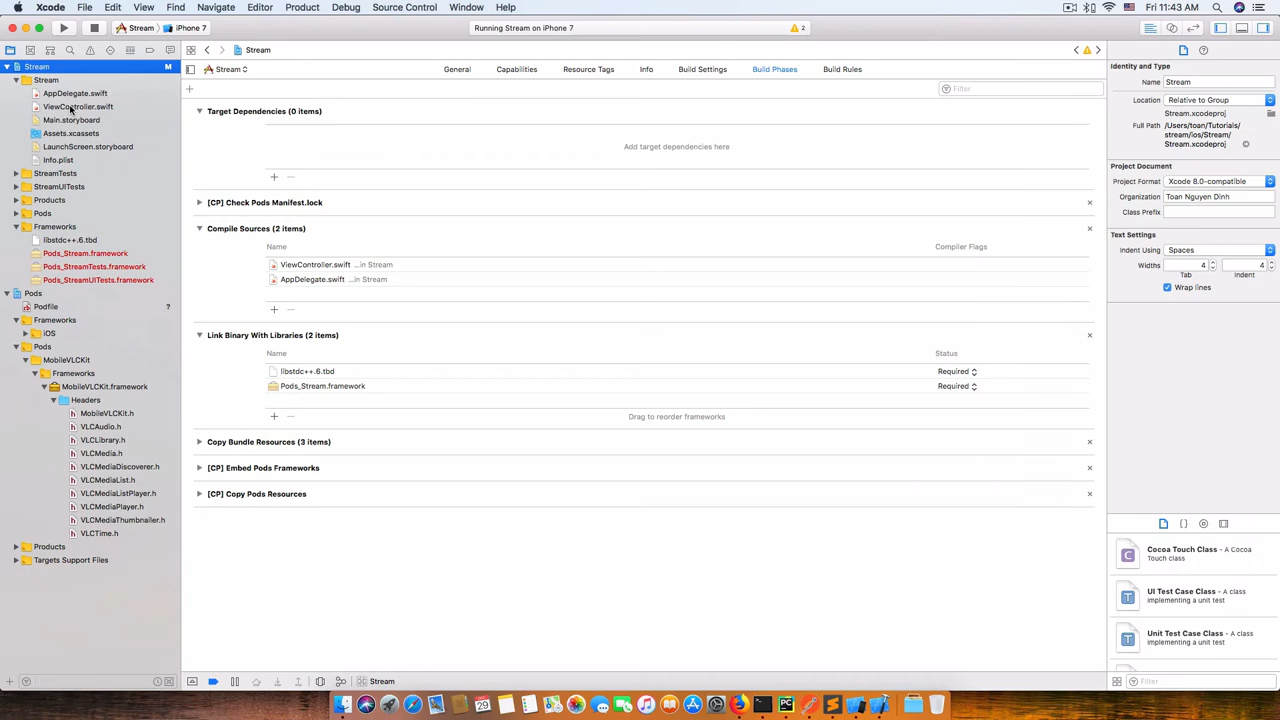 Xcode File Edit View Find Navigate Editor Product Debug Source Control Window Help Fri 11:43 AM
Stream iPhone 7 Running Stream on iPhone 7 2
Stream
Stream General Capabilities Resource Tags Info Build Settings Build Phases Build Rules
Filter
Stream M
Stream
AppDelegate.swift
ViewController.swift
Main.storyboard
Assets.xcassets
LaunchScreen.storyboard
Info.plist
StreamTests
StreamUITests
Products
Pods
Frameworks
libstdc++.6.tbd
Pods_Stream.framework
Pods_StreamTests.framework
Pods_StreamUITests.framework
Pods
Podfile ?
Frameworks
iOS
Pods
MobileVLCKit
Frameworks
MobileVLCKit.framework
Headers
MobileVLCKit.h
VLCAudio.h
VLCLibrary.h
VLCMedia.h
VLCMediaDiscoverer.h
VLCMediaList.h
VLCMediaListPlayer.h
VLCMediaPlayer.h
VLCMediaThumbnailer.h
VLCTime.h
Products
Targets Support Files
Target Dependencies (0 items)
Add target dependencies here
[CP] Check Pods Manifest.lock
Compile Sources (2 items)
Name Compiler Flags
ViewController.swift ...in Stream
AppDelegate.swift ...in Stream
Link Binary With Libraries (2 items)
Name Status
libstdc++.6.tbd Required
Pods_Stream.framework Required
Drag to reorder frameworks
Copy Bundle Resources (3 items)
[CP] Embed Pods Frameworks
[CP] Copy Pods Resources
Stream
Identity and Type
Name Stream
Location Relative to Group
Stream.xcodeproj
Full Path /Users/toan/Tutorials/
stream/ios/Stream/
Stream.xcodeproj
Project Document
Project Format Xcode 8.0-compatible
Organization Toan Nguyen Dinh
Class Prefix
Text Settings
Indent Using Spaces
Widths 4 4
Tab Indent
Wrap lines
Cocoa Touch Class - A Cocoa
Touch class
UI Test Case Class - A class
implementing a unit test
Unit Test Case Class - A class
implementing a unit test
Filter